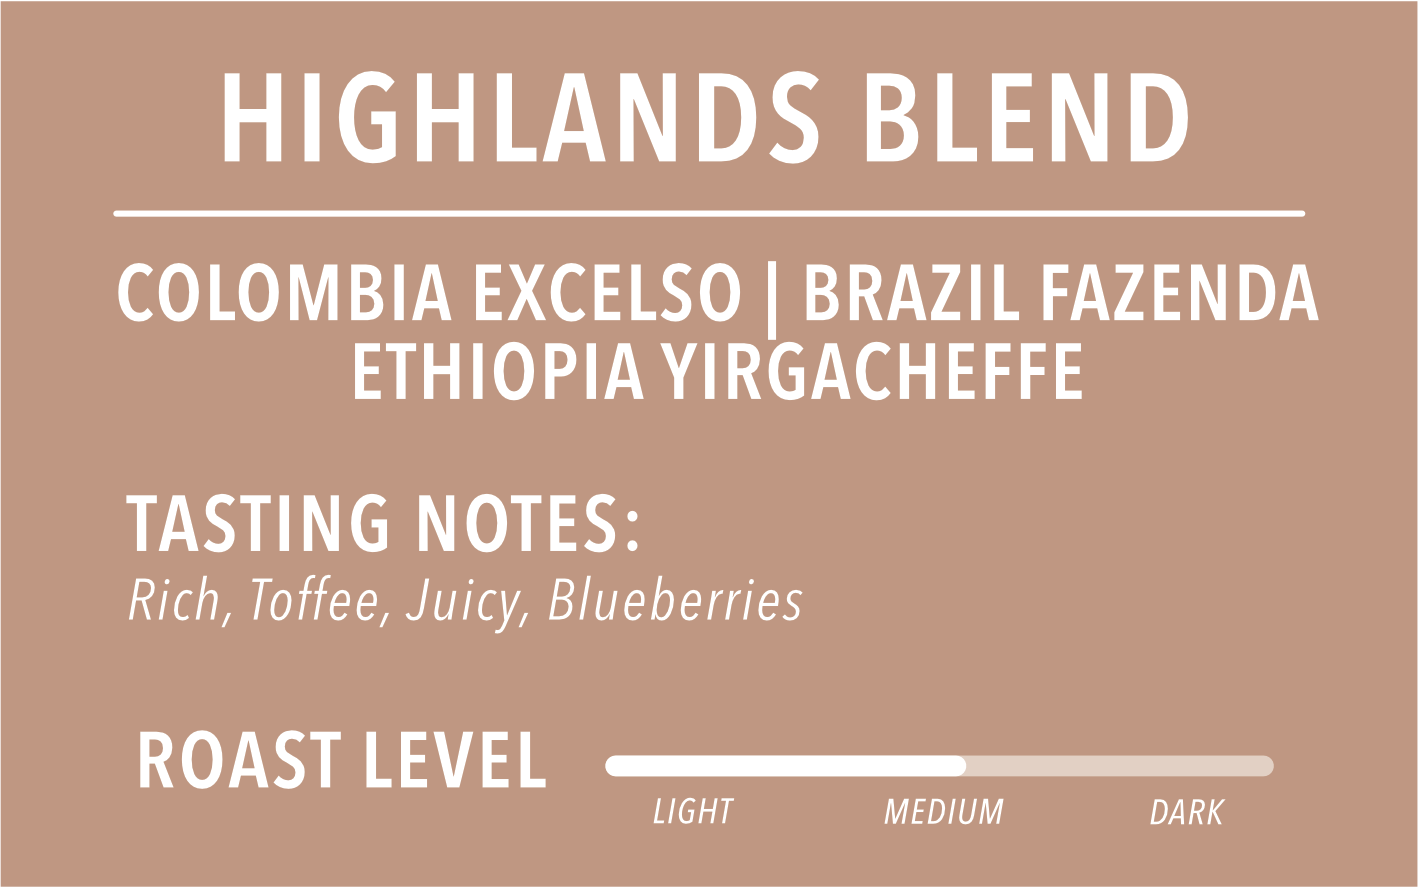 HIGHLANDS BLEND
COLOMBIA EXCELSO | BRAZIL FAZENDA
ETHIOPIA YIRGACHEFFE
TASTING NOTES:
Rich, Toffee, Juicy, Blueberries
ROAST LEVEL
LIGHT MEDIUM DARK